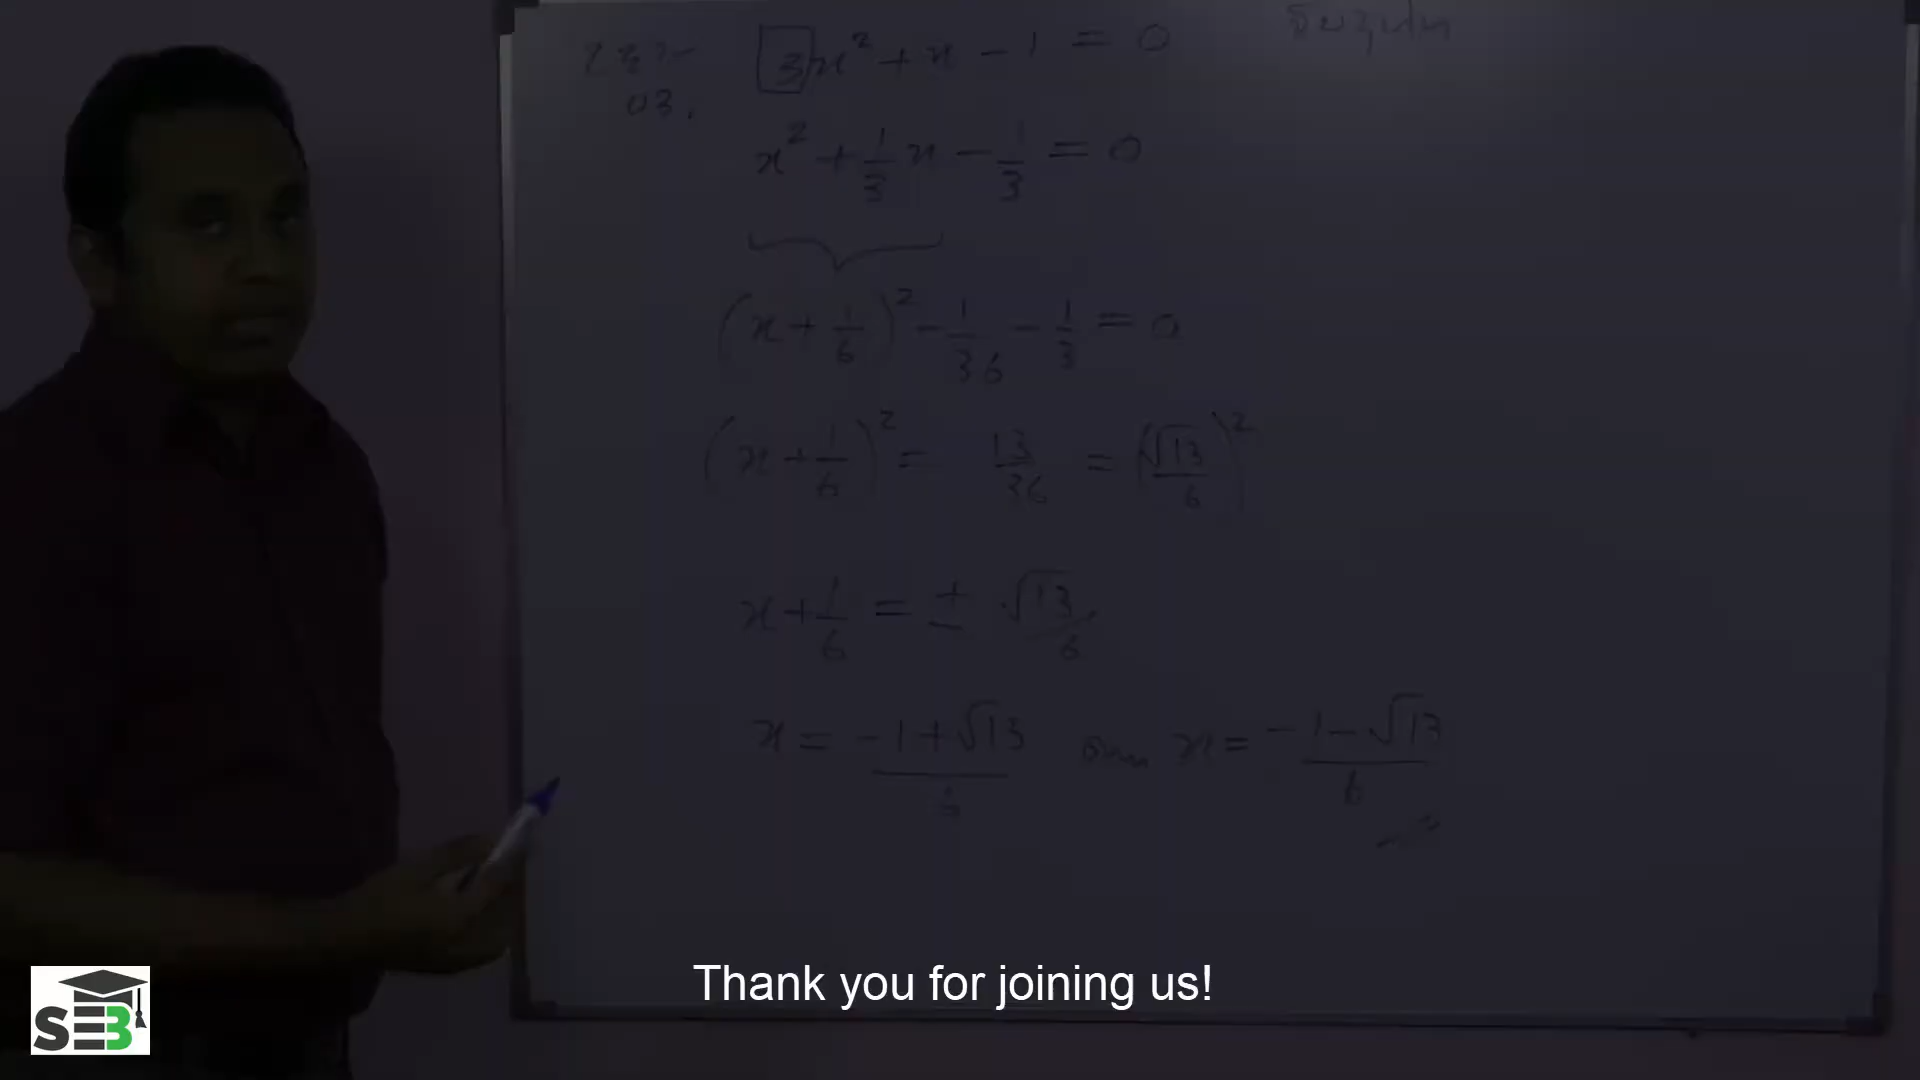 03.
3x² + x - 1 = 0
x² + 1/3 x - 1/3 = 0
(x + 1/6)² - 1/36 - 1/3 = 0
(x + 1/6)² = 13/36 = (√13/6)²
x + 1/6 = ± √13/6
x = -1 + √13/6 x = -1 - √13/6
Thank you for joining us!
SEB